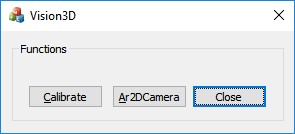 Vision3D
Functions
Calibrate Ar2DCamera Close